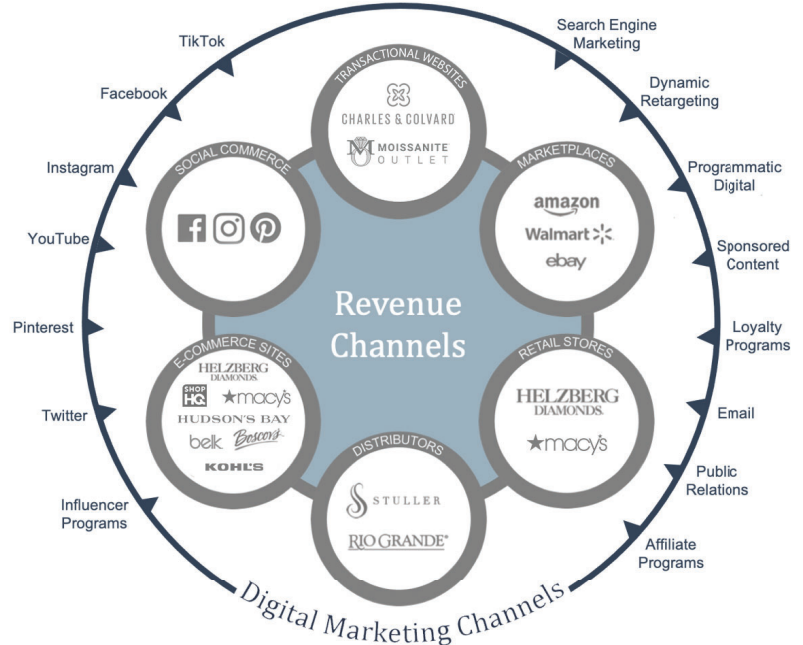 TikTok
Facebook
Instagram
YouTube
Pinterest
Twitter
Influencer
Programs
Search Engine
Marketing
Dynamic
Retargeting
Programmatic
Digital
Sponsored
Content
Loyalty
Programs
Email
Public
Relations
Affiliate
Programs
TRANSACTIONAL WEBSITES
CHARLES & COLVARD
MOISSANITE
OUTLET
SOCIAL COMMERCE
MARKETPLACES
amazon
Walmart
ebay
Revenue
Channels
E-COMMERCE SITES
HELZBERG
DIAMONDS.
SHOP
HQ
macy's
HUDSON'S BAY
belk
Boscov's
KOHL'S
RETAIL STORES
HELZBERG
DIAMONDS.
macy's
DISTRIBUTORS
STULLER
RIO GRANDE®
Digital Marketing Channels